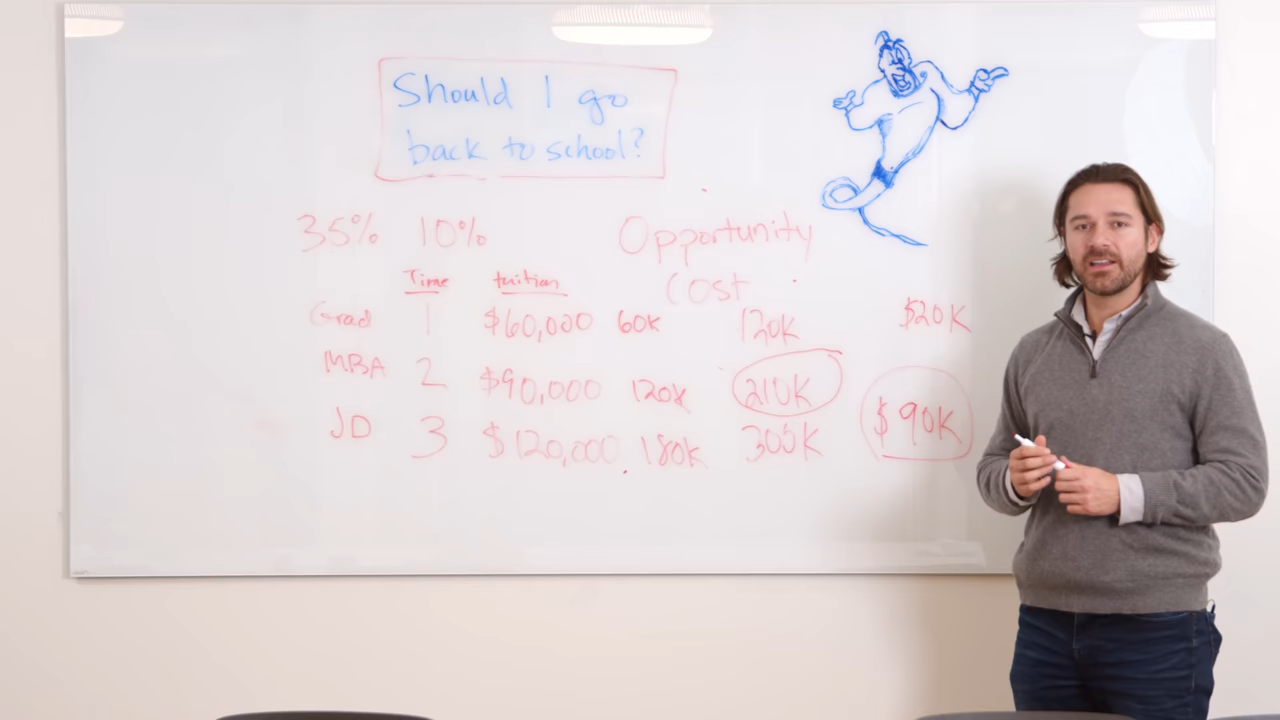 Should I go
back to school?
35% 10% Opportunity
Cost
Time tuition
Grad 1 $60,000 60K 120K $20K
MBA 2 $90,000 120K 210K
JD 3 $120,000 180K 300K $90K